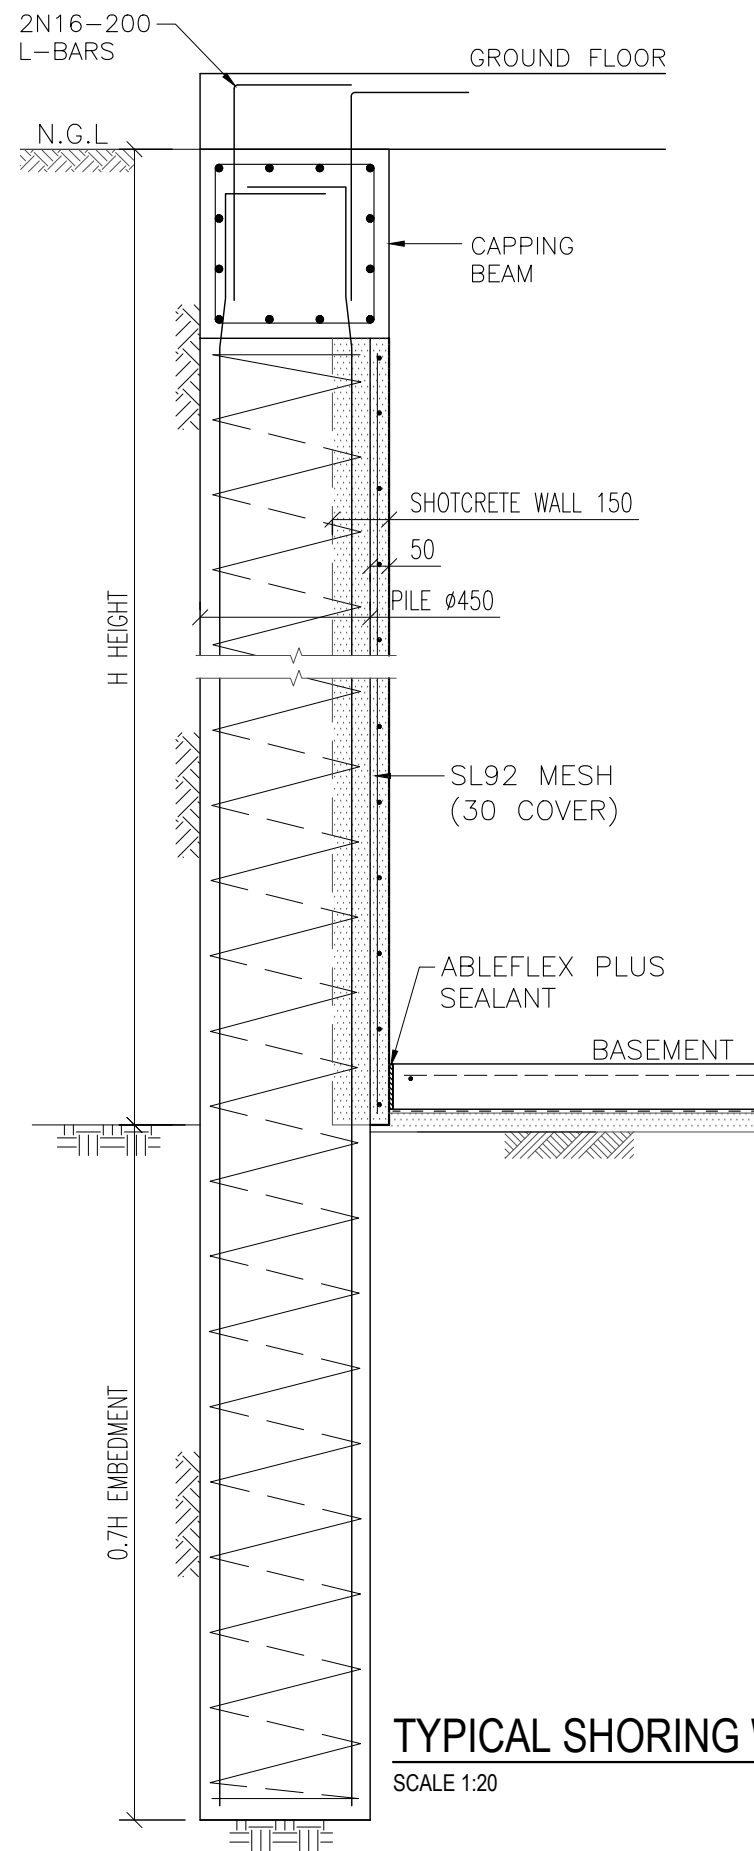 2N16-200
L-BARS
GROUND FLOOR
N.G.L
CAPPING
BEAM
SHOTCRETE WALL 150
50
PILE ø450
H HEIGHT
SL92 MESH
(30 COVER)
ABLEFLEX PLUS
SEALANT
BASEMENT
0.7H EMBEDMENT
TYPICAL SHORING
SCALE 1:20